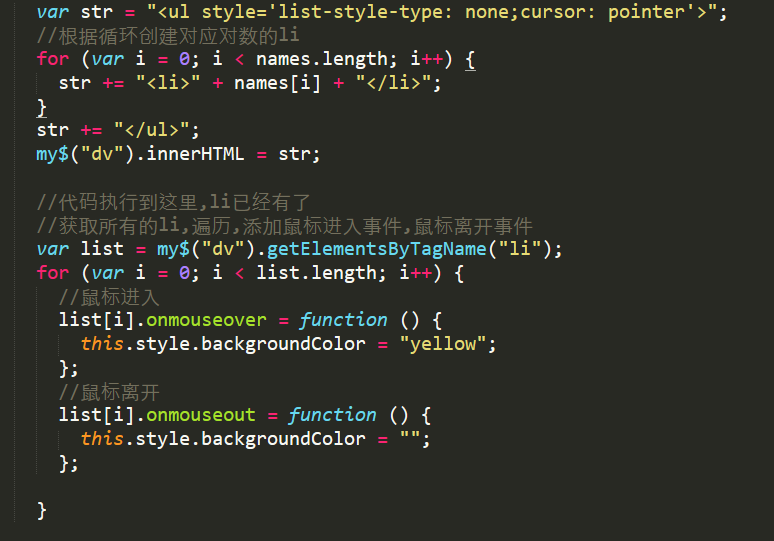 var str = "<ul style='list-style-type: none;cursor: pointer'>";
//根据循环创建对应对数的li
for (var i = 0; i < names.length; i++) {
  str += "<li>" + names[i] + "</li>";
}
str += "</ul>";
my$("dv").innerHTML = str;

//代码执行到这里,li已经有了
//获取所有的li,遍历,添加鼠标进入事件,鼠标离开事件
var list = my$("dv").getElementsByTagName("li");
for (var i = 0; i < list.length; i++) {
  //鼠标进入
  list[i].onmouseover = function () {
    this.style.backgroundColor = "yellow";
  };
  //鼠标离开
  list[i].onmouseout = function () {
    this.style.backgroundColor = "";
  };

}